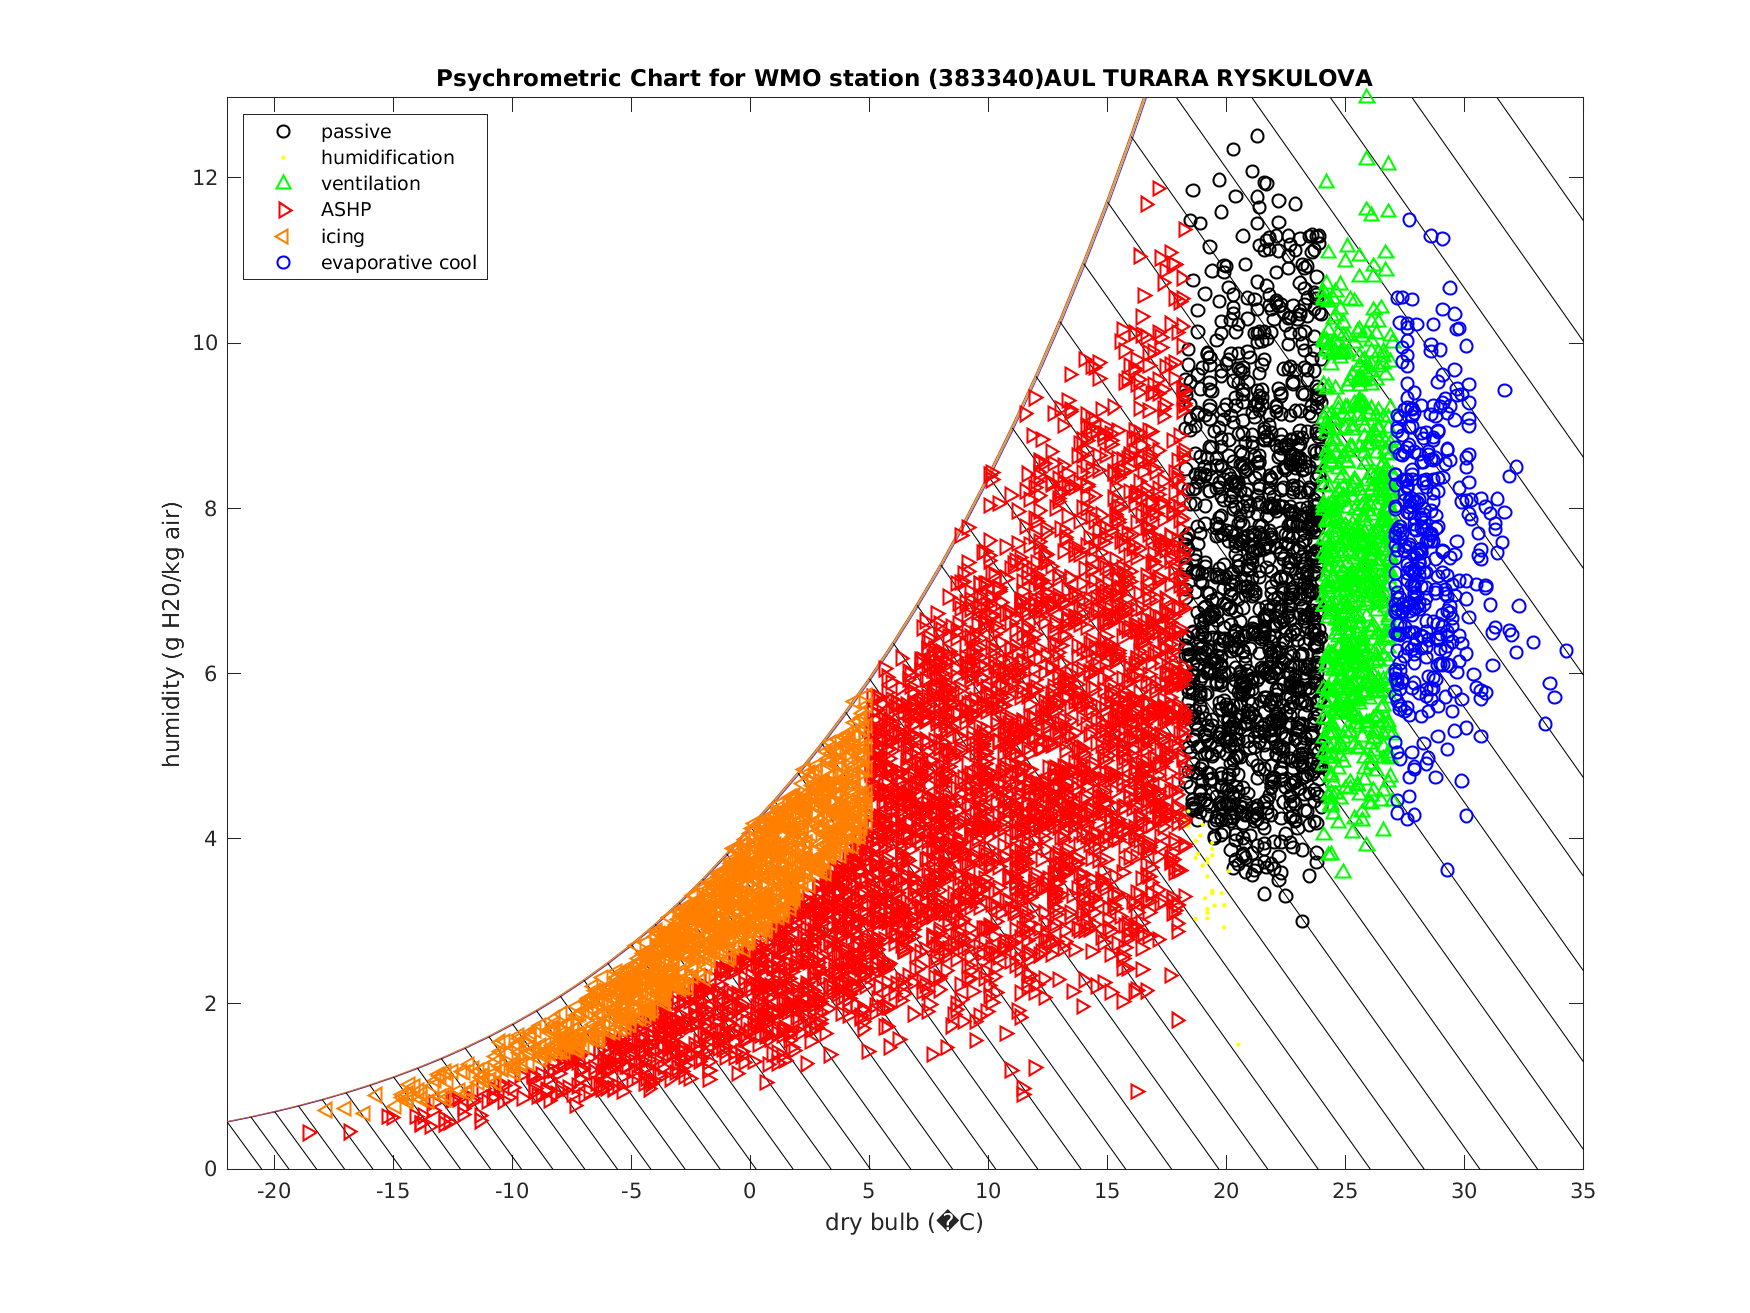 Psychrometric Chart for WMO station (383340)AUL TURARA RYSKULOVA
passive
humidification
ventilation
ASHP
icing
evaporative cool
humidity (g H20/kg air)
12
10
8
6
4
2
0
-20 -15 -10 -5 0 5 10 15 20 25 30 35
dry bulb (�C)